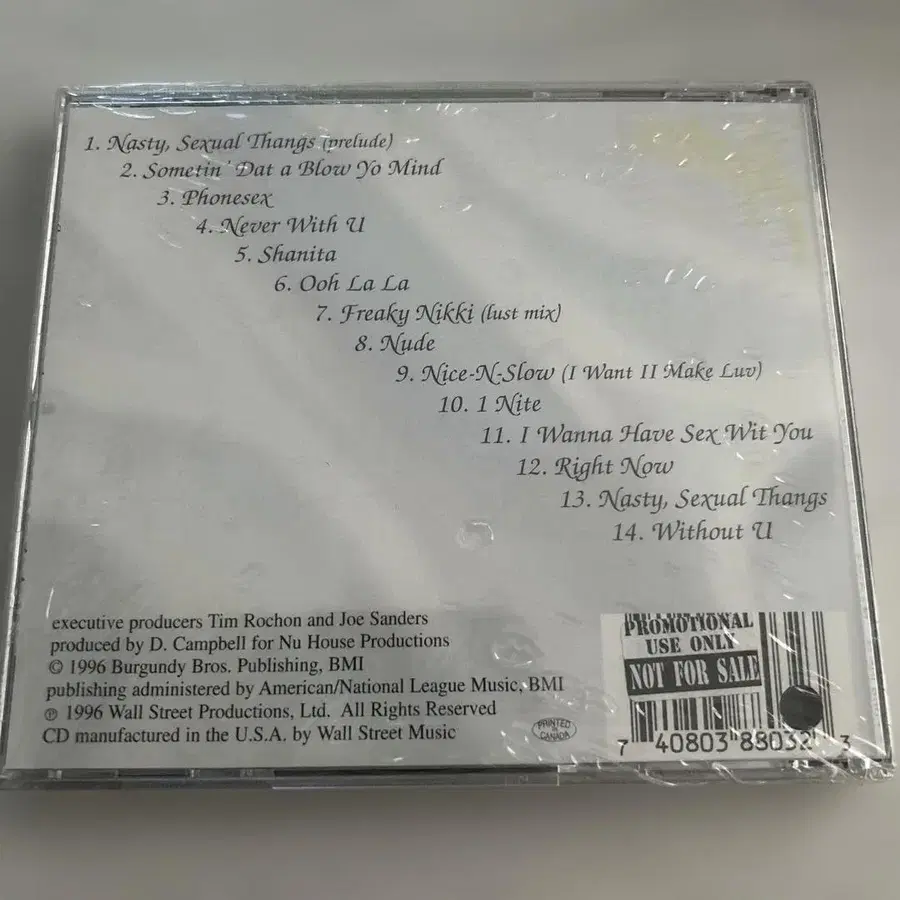 1. Nasty, Sexual Thangs (prelude)
2. Sometin' Dat a Blow Yo Mind
3. Phonesex
4. Never With U
5. Shanita
6. Ooh La La
7. Freaky Nikki (lust mix)
8. Nude
9. Nice-N-Slow (I Want II Make Luv)
10. 1 Nite
11. I Wanna Have Sex Wit You
12. Right Now
13. Nasty, Sexual Thangs
14. Without U
executive producers Tim Rochon and Joe Sanders
produced by D. Campbell for Nu House Productions
© 1996 Burgundy Bros. Publishing, BMI
publishing administered by American/National League Music, BMI
℗ 1996 Wall Street Productions, Ltd. All Rights Reserved
CD manufactured in the U.S.A. by Wall Street Music
PRINTED IN CANADA
PROMOTIONAL
USE ONLY
NOT FOR SALE
7 40803 88032 3